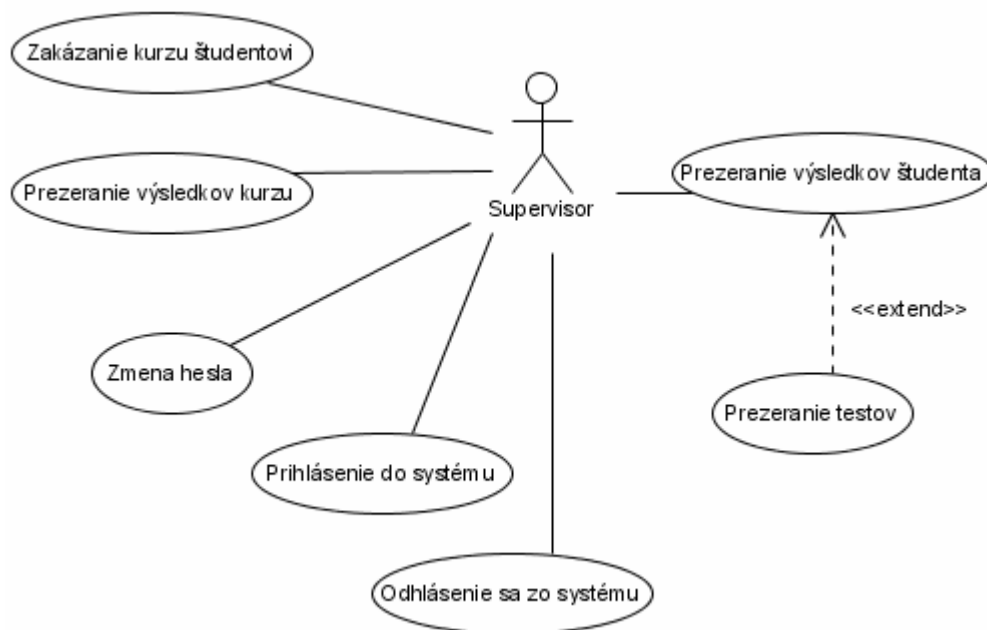 Zakázanie kurzu študentovi
Prezeranie výsledkov kurzu
Supervisor
Prezeranie výsledkov študenta
<<extend>>
Zmena hesla
Prezeranie testov
Prihlásenie do systému
Odhlásenie sa zo systému